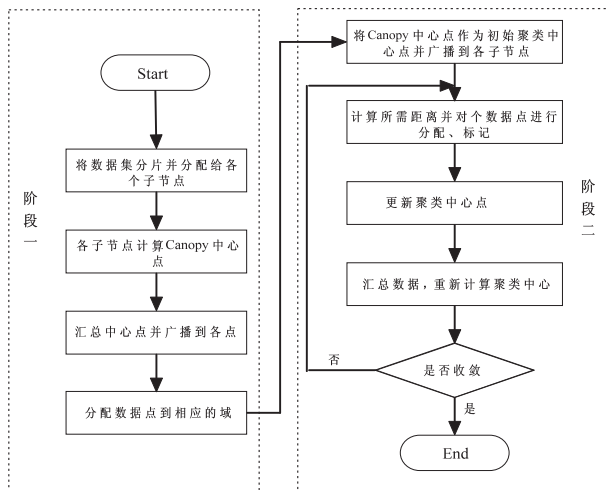 Start
将数据集分片并分配给各
个子节点
各子节点计算Canopy中心
点
汇总中心点并广播到各点
分配数据点到相应的域
阶
段
一
将Canopy中心点作为初始聚类中
心点并广播到各子节点
计算所需距离并对个数据点进行
分配、标记
更新聚类中心点
汇总数据，重新计算聚类中心
是否收敛
否
是
End
阶
段
二